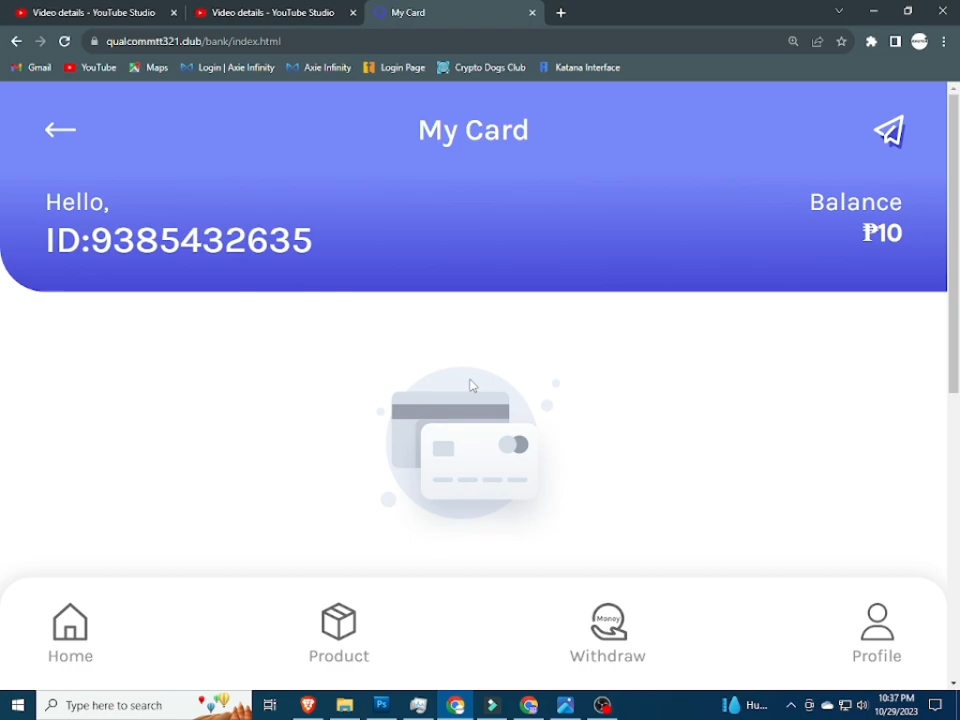 Video details - YouTube Studio
Video details - YouTube Studio
My Card
qualcommtt321.club/bank/index.html
Gmail
YouTube
Maps
Login | Axie Infinity
Axie Infinity
Login Page
Crypto Dogs Club
Katana Interface
My Card
Hello,
Balance
ID:9385432635
₱10
Home
Product
Money
Withdraw
Profile
Type here to search
Ps
Hu...
10:37 PM
10/29/2023